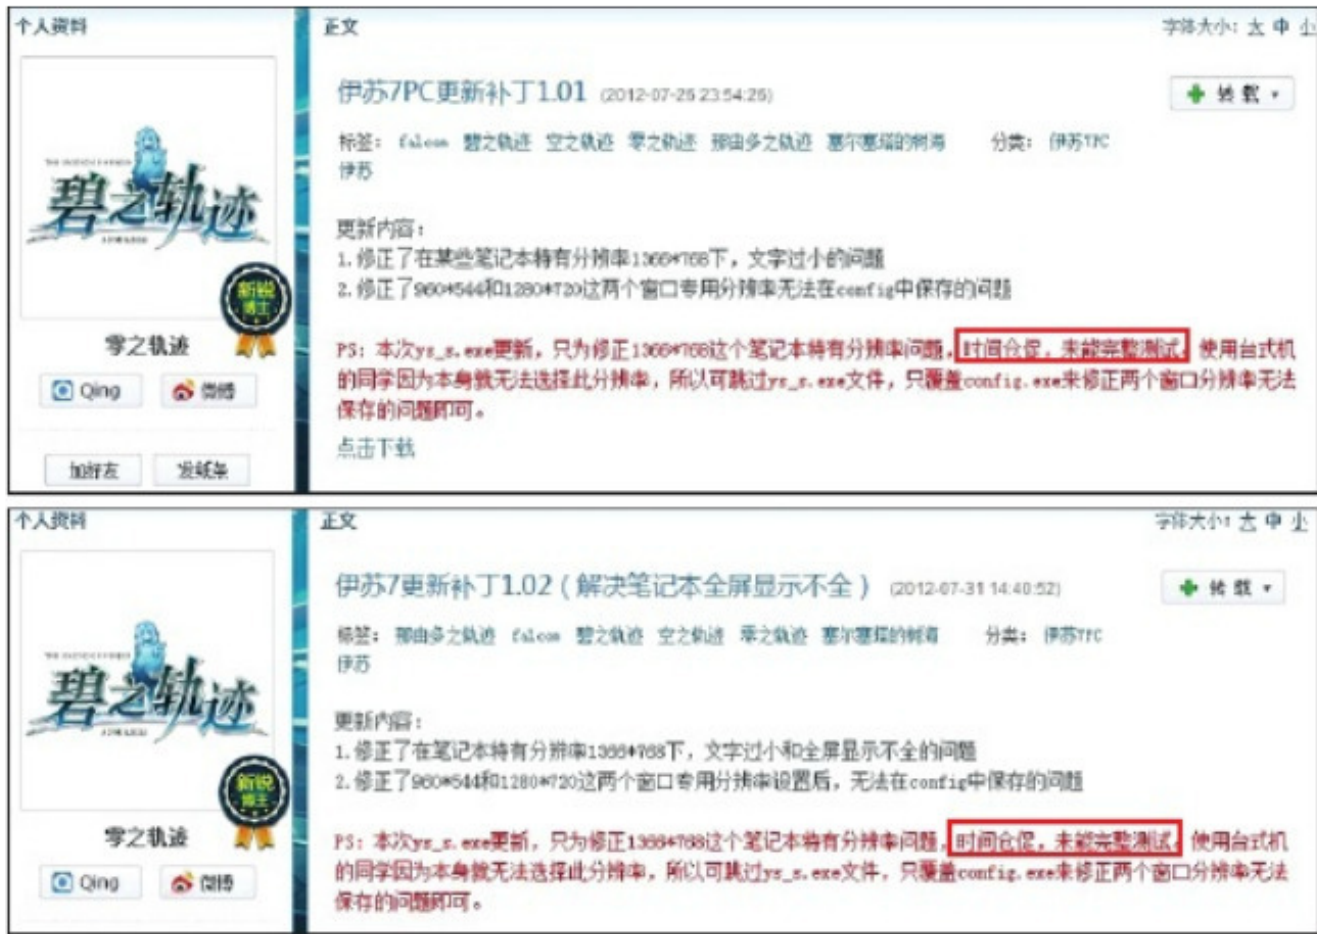 个人资料
正文
字体大小: 大 中 小
碧之轨迹
新锐
博主
零之轨迹
Qing
微博
加好友
发纸条
伊苏7PC更新补丁1.01 (2012-07-25 23:54:26)
转载
标签: falcom 碧之轨迹 空之轨迹 零之轨迹 那由多之轨迹 塞尔塞塔的树海 分类: 伊苏7PC
伊苏
更新内容:
1.修正了在某些笔记本特有分辨率1366*768下,文字过小的问题
2.修正了960*544和1280*720这两个窗口专用分辨率无法在config中保存的问题
PS: 本次ys_s.exe更新,只为修正1366*768这个笔记本特有分辨率问题,时间仓促,未能完整测试 使用台式机
的同学因为本身就无法选择此分辨率,所以可跳过ys_s.exe文件,只覆盖config.exe来修正两个窗口分辨率无法
保存的问题即可。
点击下载
个人资料
正文
字体大小: 大 中 小
碧之轨迹
新锐
博主
零之轨迹
Qing
微博
伊苏7更新补丁1.02(解决笔记本全屏显示不全) (2012-07-31 14:40:52)
转载
标签: 那由多之轨迹 falcom 碧之轨迹 空之轨迹 零之轨迹 塞尔塞塔的树海 分类: 伊苏7PC
伊苏
更新内容:
1.修正了在笔记本特有分辨率1366*768下,文字过小和全屏显示不全的问题
2.修正了960*544和1280*720这两个窗口专用分辨率设置后,无法在config中保存的问题
PS: 本次ys_s.exe更新,只为修正1366*768这个笔记本特有分辨率问题,时间仓促,未能完整测试 使用台式机
的同学因为本身就无法选择此分辨率,所以可跳过ys_s.exe文件,只覆盖config.exe来修正两个窗口分辨率无法
保存的问题即可。